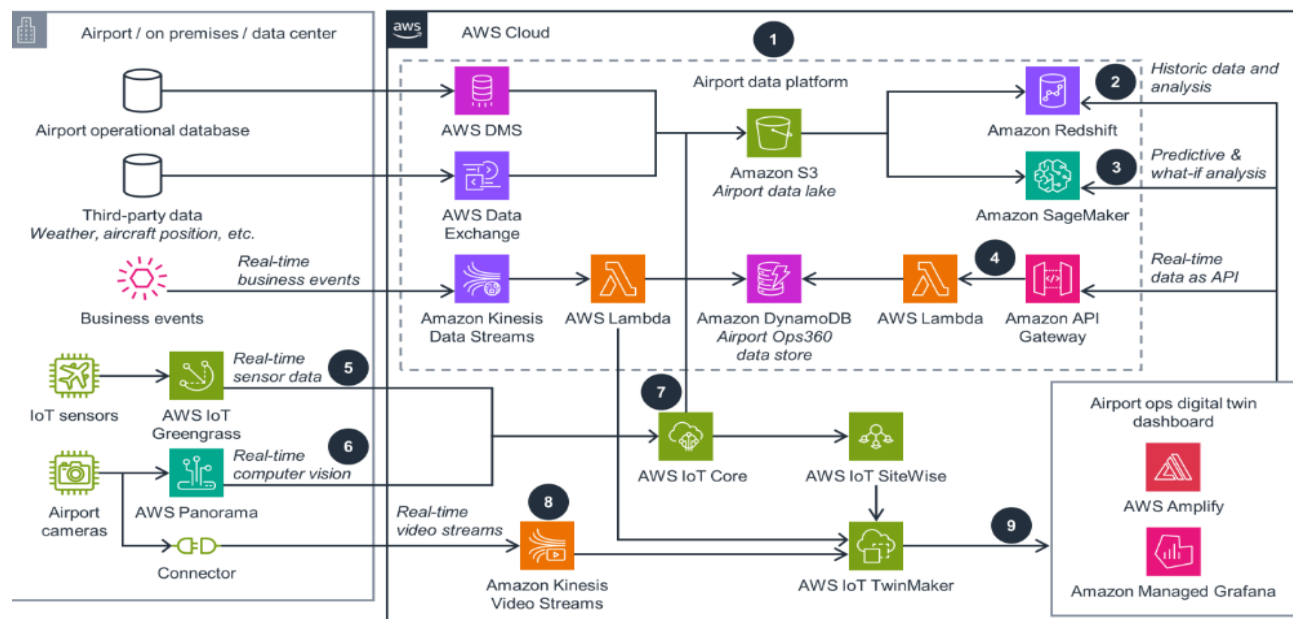 Airport / on premises / data center
aws
AWS Cloud
1
Airport data platform
Airport operational database
AWS DMS
Third-party data
Weather, aircraft position, etc.
AWS Data
Exchange
Amazon S3
Airport data lake
Amazon Redshift
2
Historic data and
analysis
Amazon SageMaker
3
Predictive &
what-if analysis
Business events
Real-time
business events
Amazon Kinesis
Data Streams
AWS Lambda
Amazon DynamoDB
Airport Ops360
data store
AWS Lambda
4
Amazon API
Gateway
Real-time
data as API
IoT sensors
AWS IoT
Greengrass
Real-time
sensor data
5
Airport
cameras
AWS Panorama
Real-time
computer vision
6
Connector
Real-time
video streams
7
AWS IoT Core
AWS IoT SiteWise
8
Amazon Kinesis
Video Streams
AWS IoT TwinMaker
9
Airport ops digital twin
dashboard
AWS Amplify
Amazon Managed Grafana